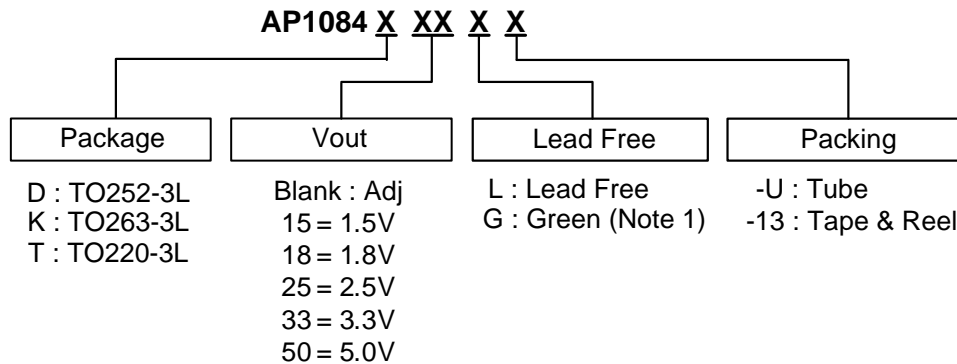 AP1084 X XX X X
Package
Vout
Lead Free
Packing
D : TO252-3L
K : TO263-3L
T : TO220-3L
Blank : Adj
15 = 1.5V
18 = 1.8V
25 = 2.5V
33 = 3.3V
50 = 5.0V
L : Lead Free
G : Green (Note 1)
-U : Tube
-13 : Tape & Reel